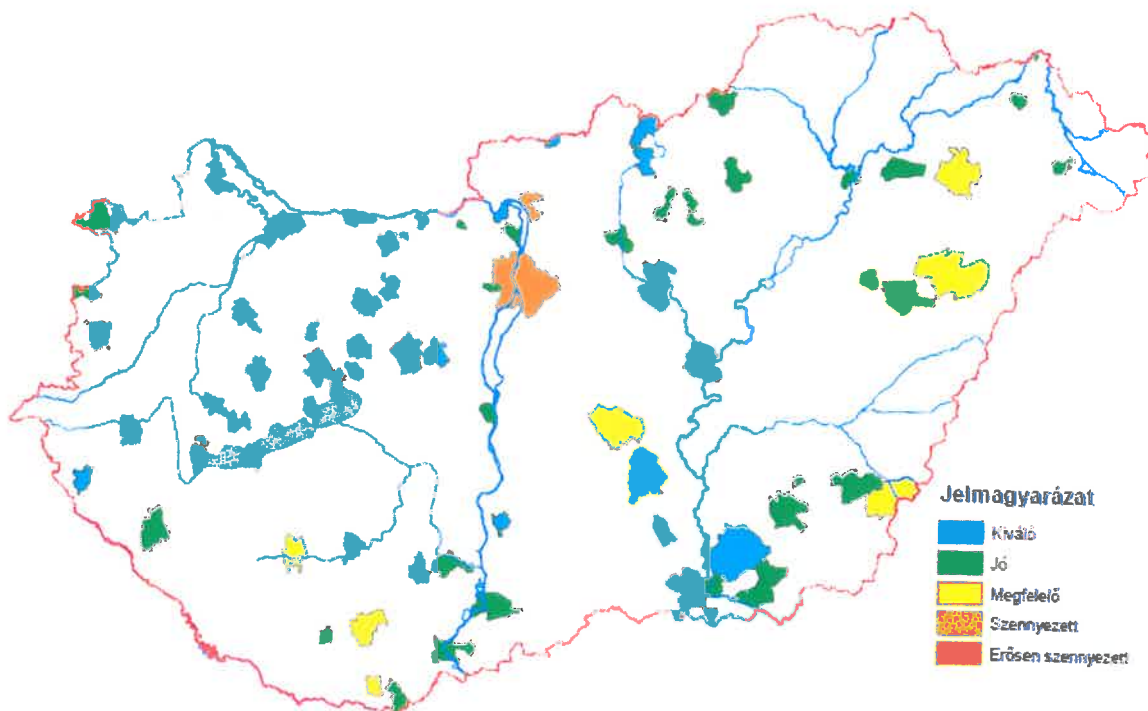 Jelmagyarázat
Kiváló
Jó
Megfelelő
Szennyezett
Erősen szennyezett